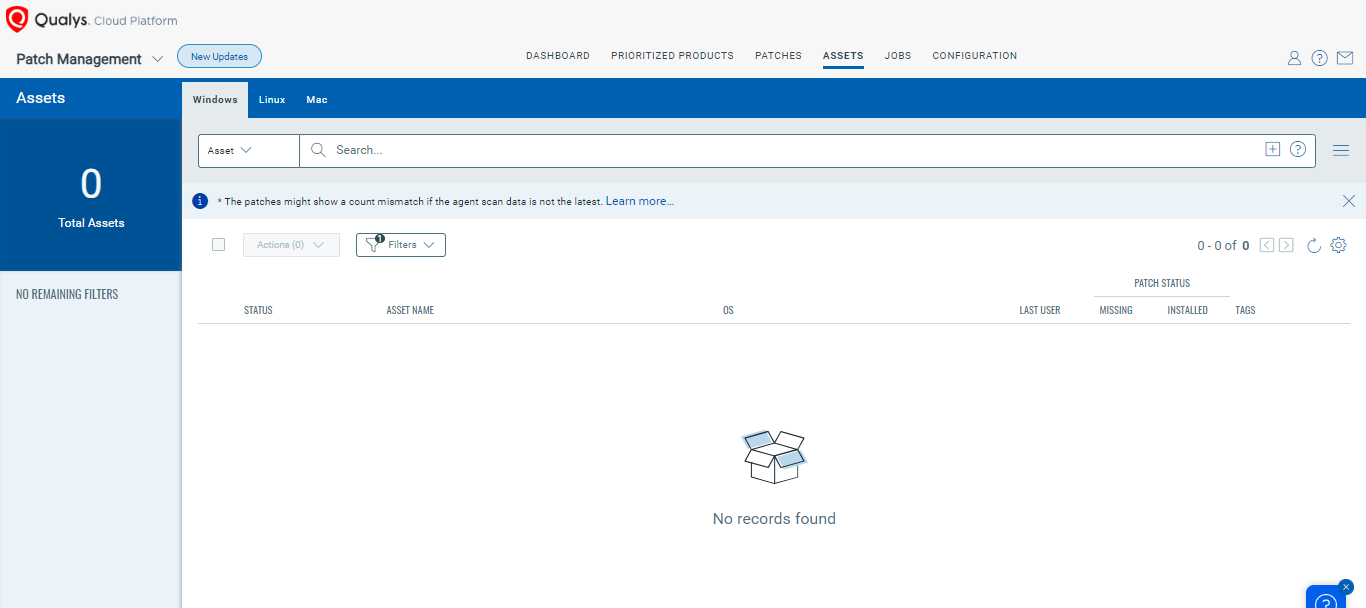 Qualys. Cloud Platform
Patch Management
New Updates
DASHBOARD
PRIORITIZED PRODUCTS
PATCHES
ASSETS
JOBS
CONFIGURATION
?
Assets
Windows
Linux
Mac
0
Total Assets
NO REMAINING FILTERS
Asset
Search...
?
i
* The patches might show a count mismatch if the agent scan data is not the latest. Learn more...
Actions (0)
1
Filters
0 - 0 of 0
PATCH STATUS
STATUS
ASSET NAME
OS
LAST USER
MISSING
INSTALLED
TAGS
No records found
?